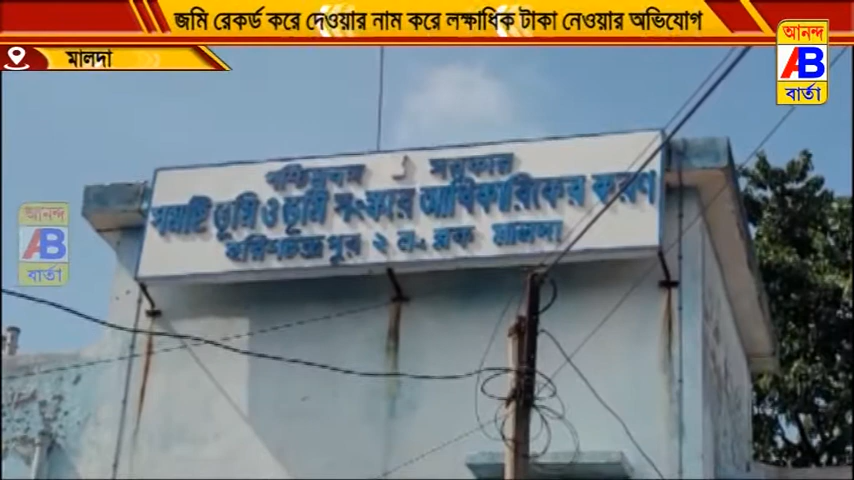 জমি রেকর্ড করে দেওয়ার নাম করে লক্ষাধিক টাকা নেওয়ার অভিযোগ
মালদা
আনন্দ
AB
বার্তা
পশ্চিমবঙ্গ সরকার
সমষ্টি ভূমি ও ভূমি সংস্কার আধিকারিকের করণ
হরিশ্চন্দ্রপুর ২ নং ব্লক মালদা
আনন্দ
AB
বার্তা